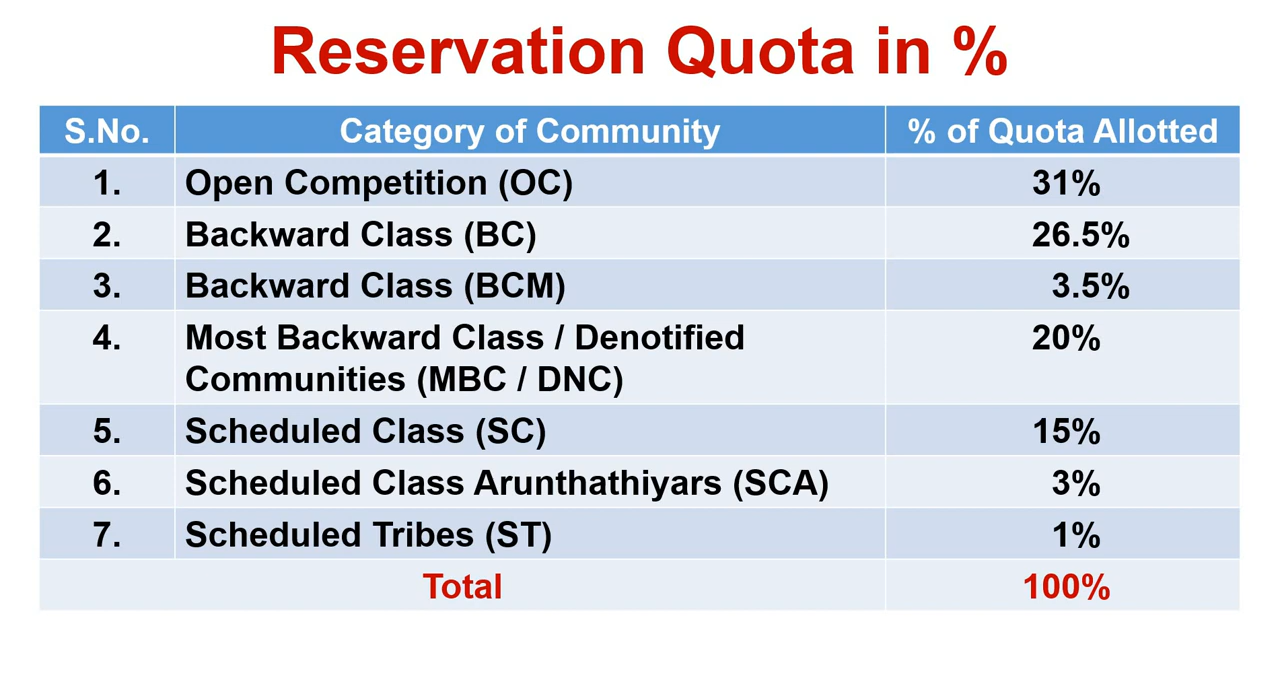 Reservation Quota in %
S.No. Category of Community % of Quota Allotted
1. Open Competition (OC) 31%
2. Backward Class (BC) 26.5%
3. Backward Class (BCM) 3.5%
4. Most Backward Class / Denotified 20%
Communities (MBC / DNC)
5. Scheduled Class (SC) 15%
6. Scheduled Class Arunthathiyars (SCA) 3%
7. Scheduled Tribes (ST) 1%
Total 100%